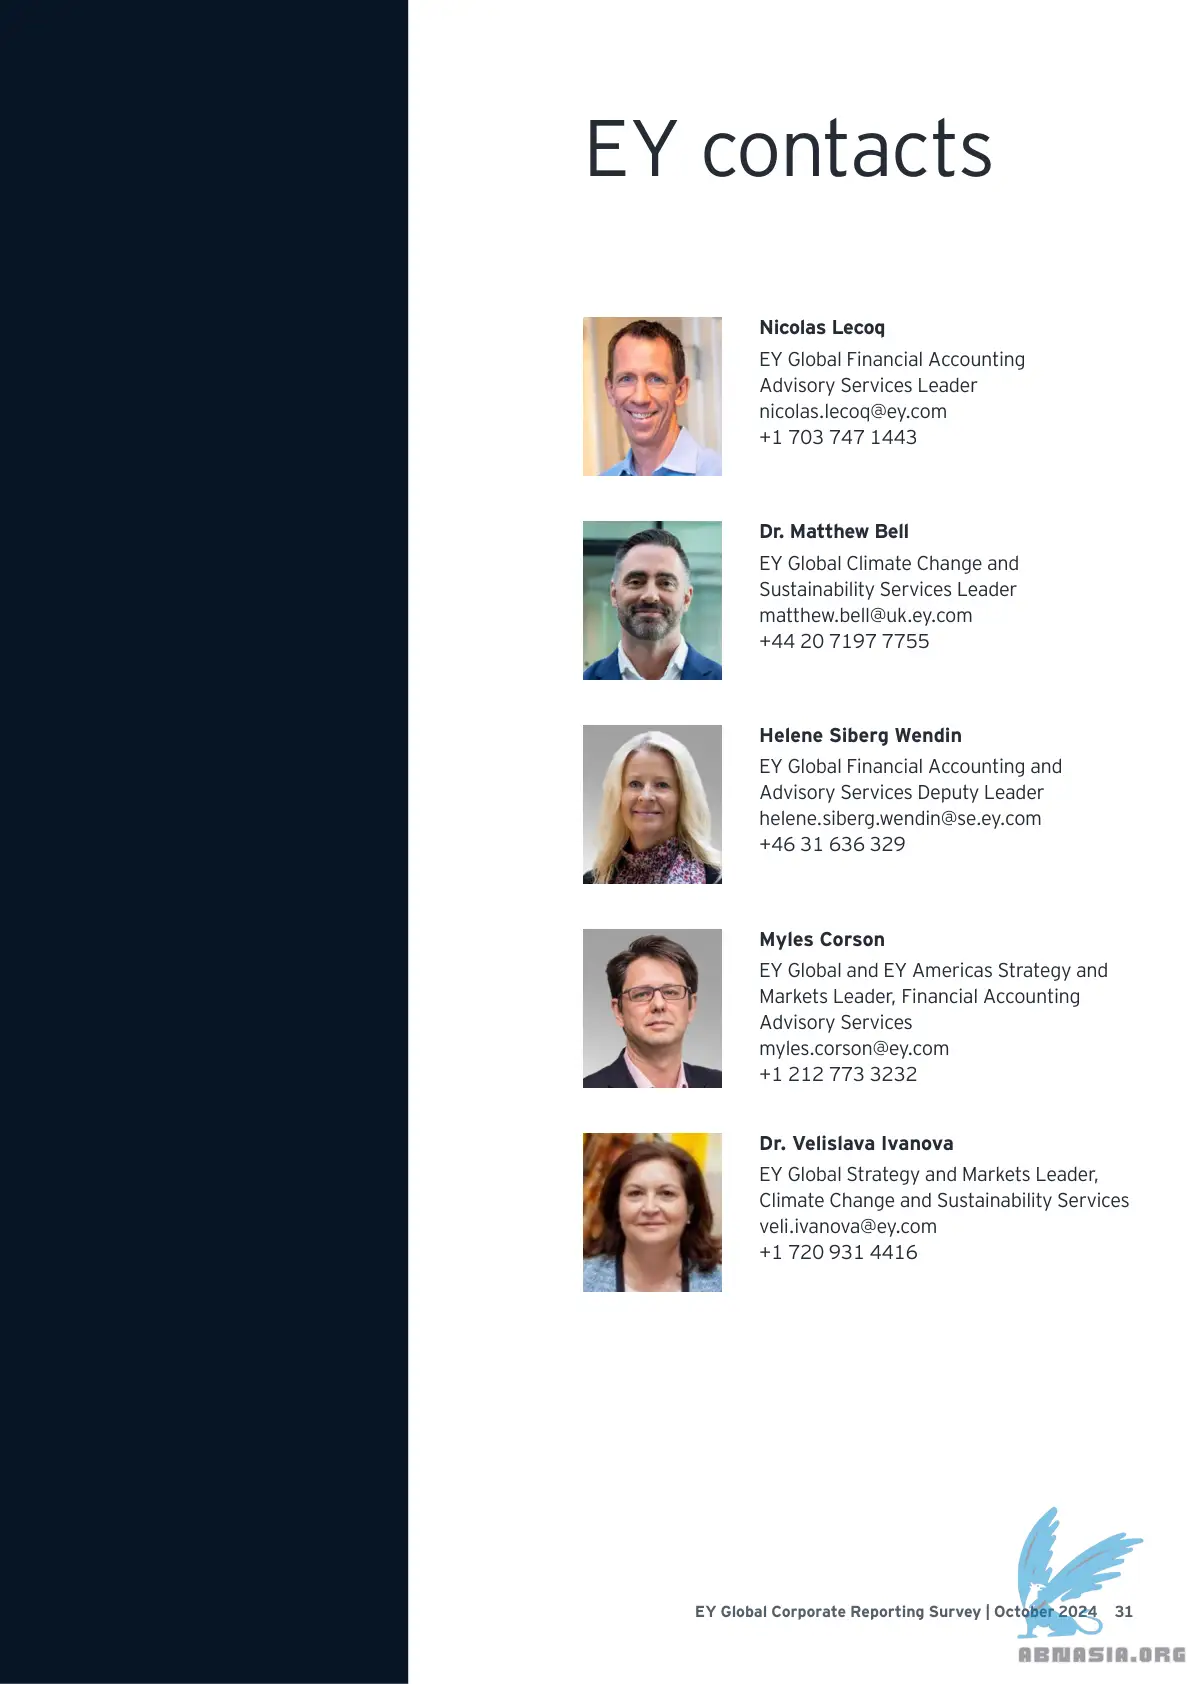 EY contacts
Nicolas Lecoq
EY Global Financial Accounting
Advisory Services Leader
nicolas.lecoq@ey.com
+1 703 747 1443
Dr. Matthew Bell
EY Global Climate Change and
Sustainability Services Leader
matthew.bell@uk.ey.com
+44 20 7197 7755
Helene Siberg Wendin
EY Global Financial Accounting and
Advisory Services Deputy Leader
helene.siberg.wendin@se.ey.com
+46 31 636 329
Myles Corson
EY Global and EY Americas Strategy and
Markets Leader, Financial Accounting
Advisory Services
myles.corson@ey.com
+1 212 773 3232
Dr. Velislava Ivanova
EY Global Strategy and Markets Leader,
Climate Change and Sustainability Services
veli.ivanova@ey.com
+1 720 931 4416
EY Global Corporate Reporting Survey | October 2024 31
ABNASIA.ORG